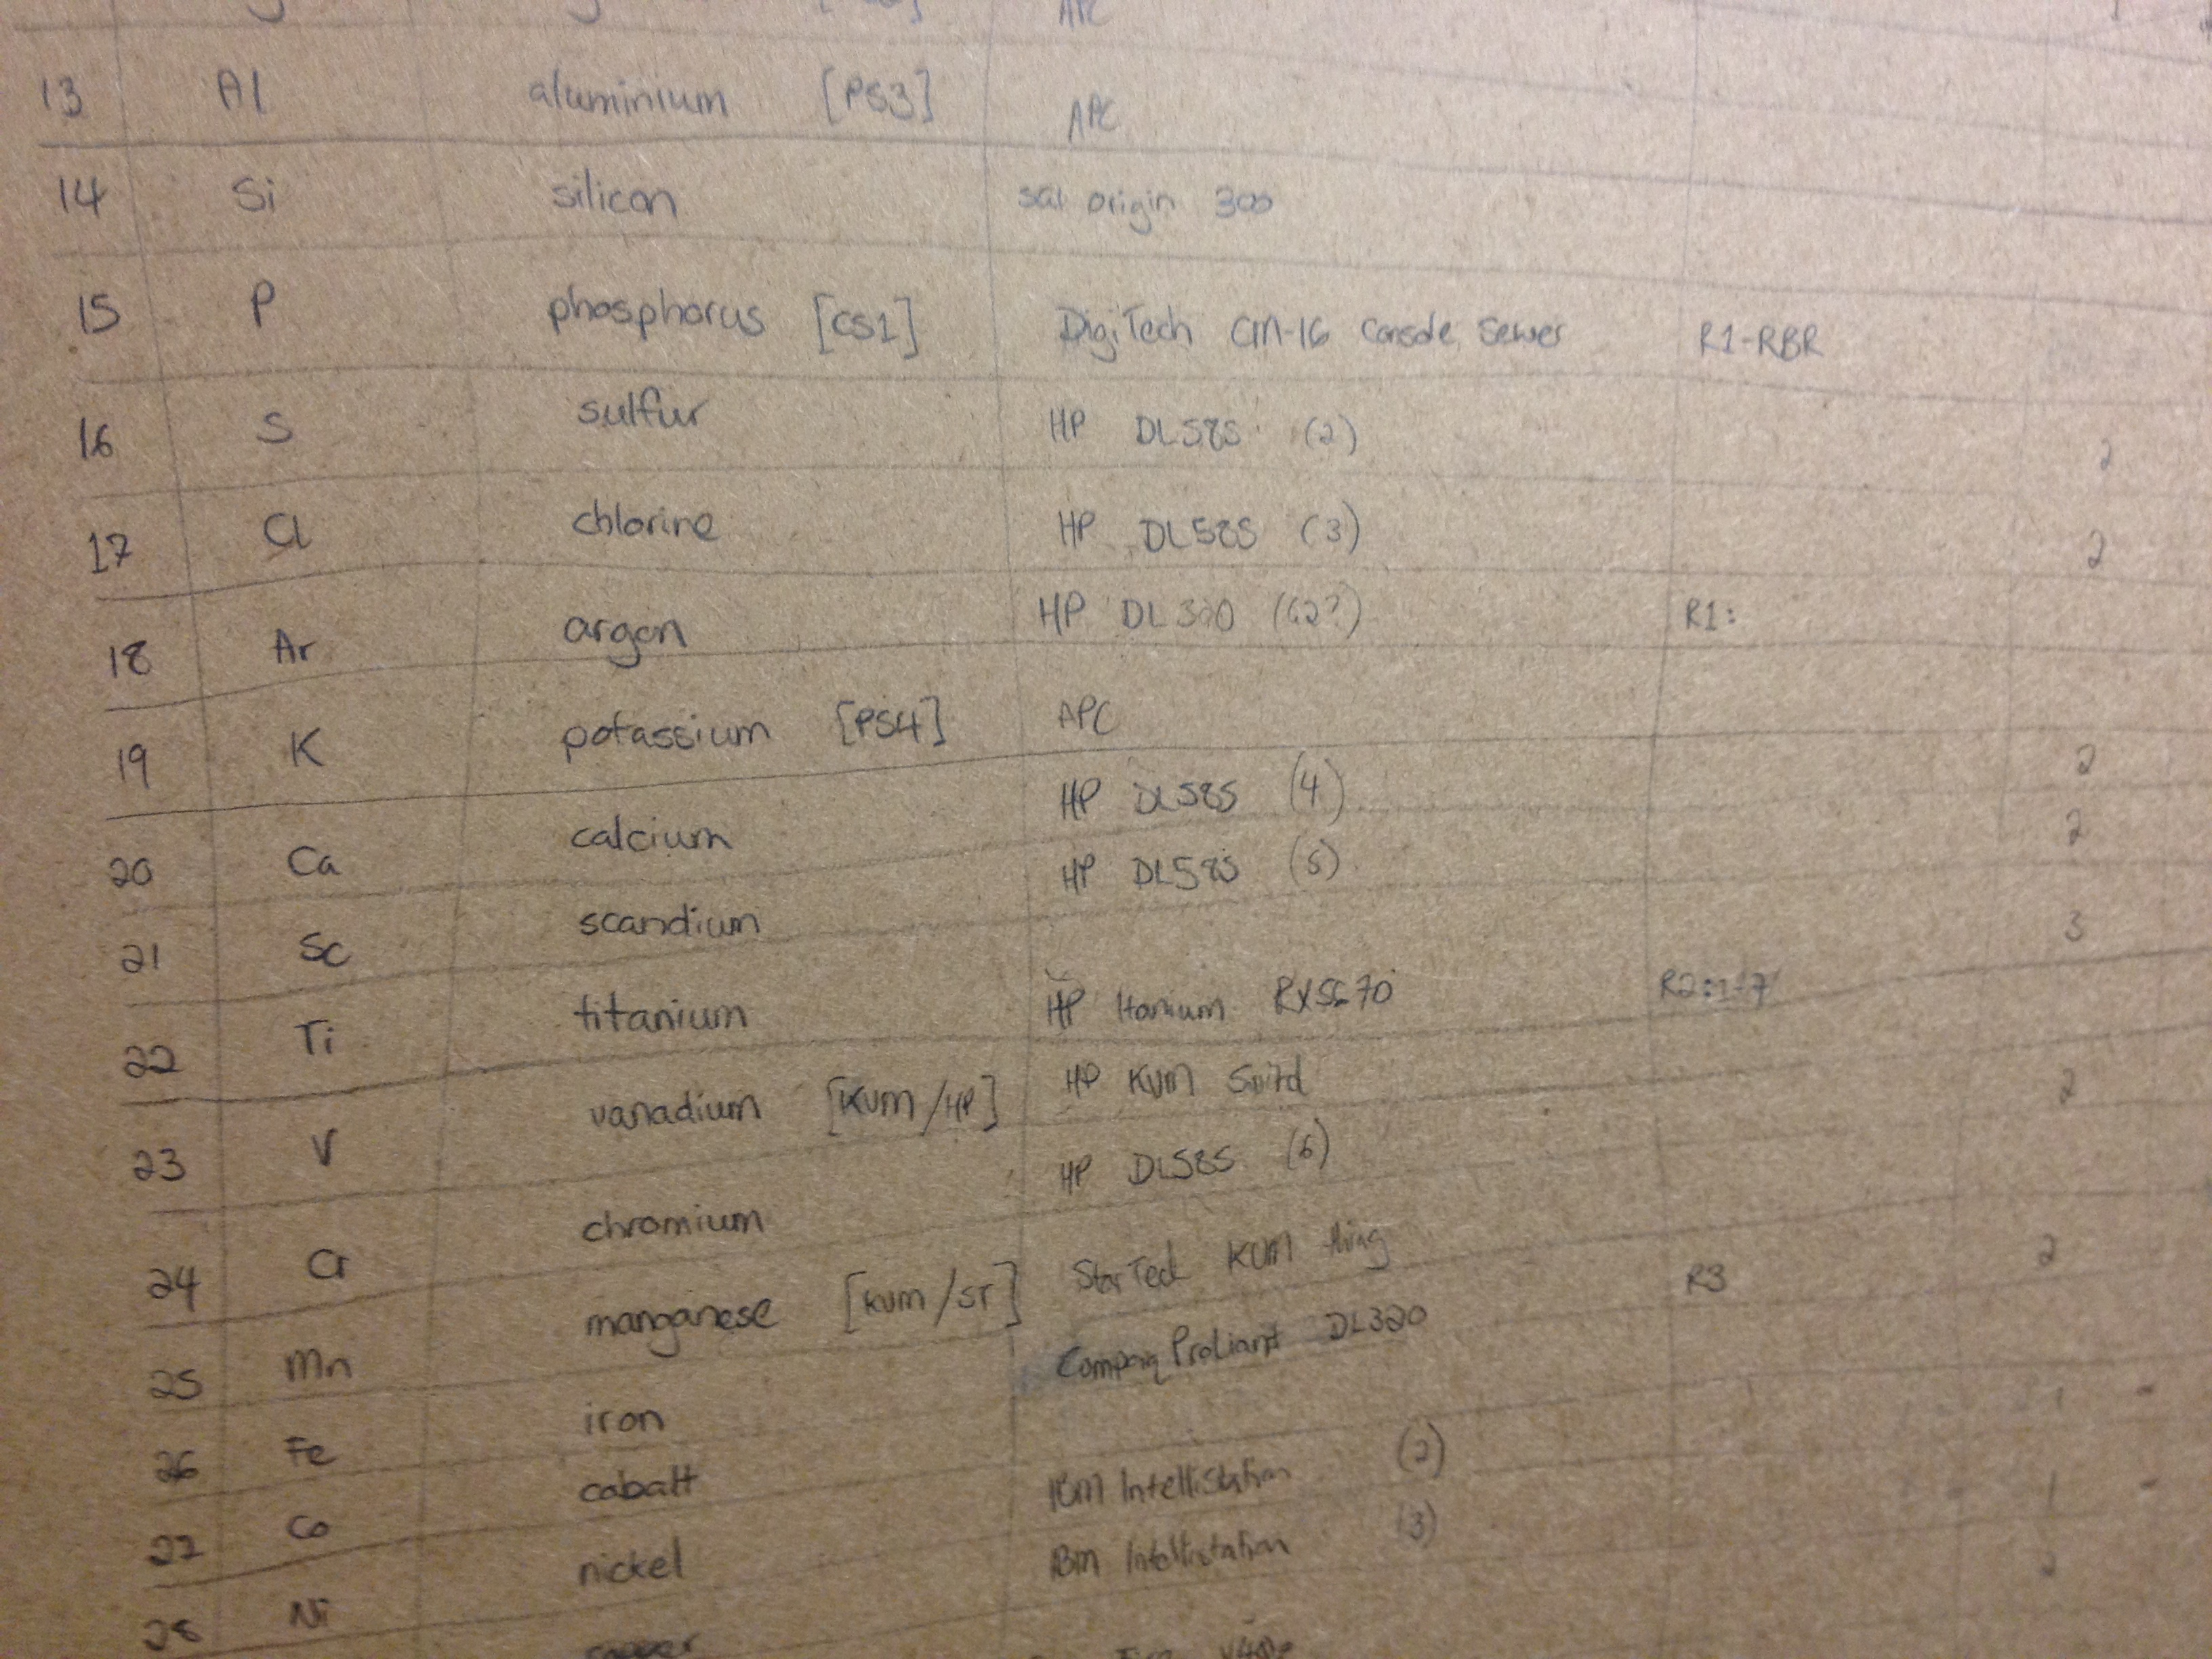 APC
13 Al aluminium [PS3] APC
14 Si silicon origin 300
15 P phosphorus [CS1] DigiTech CM-16 Console Server R1-RBR
16 S sulfur HP DL585 (2) 2
17 Cl chlorine HP DL585 (3) 2
18 Ar argon HP DL R1:
19 K potassium [PS4] APC
20 Ca calcium HP DL585 (4) 2
21 Sc scandium HP DL585 (5) 2
22 Ti titanium HP Itanium RX5670 R2:1-7 3
23 V vanadium [KVM/HP] HP KVM
24 Cr chromium HP DL585 (6) 2
25 Mn manganese [KVM/ST] StarTech KVM thing
26 Fe iron Compaq ProLiant DL320 R3 2
27 Co cobalt IBM Intellistation (2) 1 -
28 Ni nickel IBM Intellistation (3) 1 -
copper 2